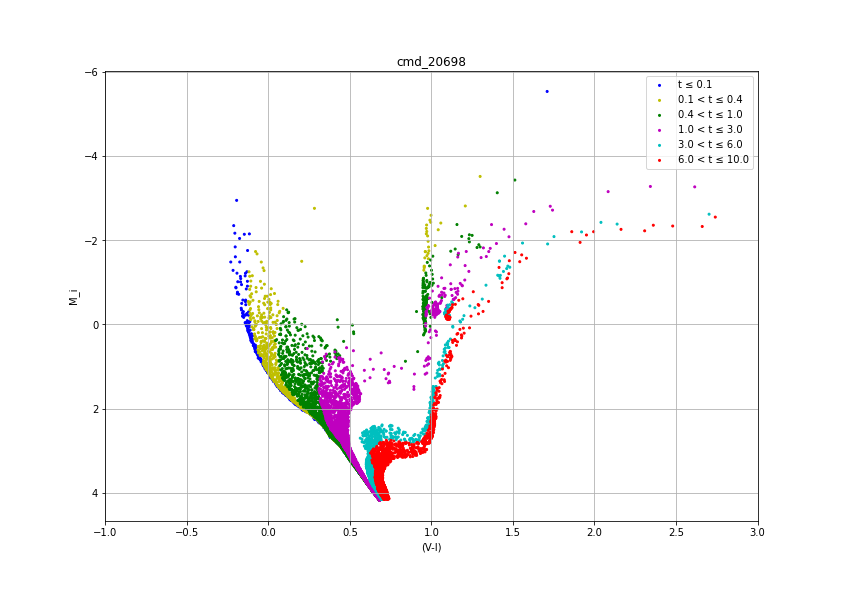 cmd_20698
t ≤ 0.1
0.1 < t ≤ 0.4
0.4 < t ≤ 1.0
1.0 < t ≤ 3.0
3.0 < t ≤ 6.0
6.0 < t ≤ 10.0
−6
−4
−2
0
2
4
M_i
−1.0 −0.5 0.0 0.5 1.0 1.5 2.0 2.5 3.0
(V-I)